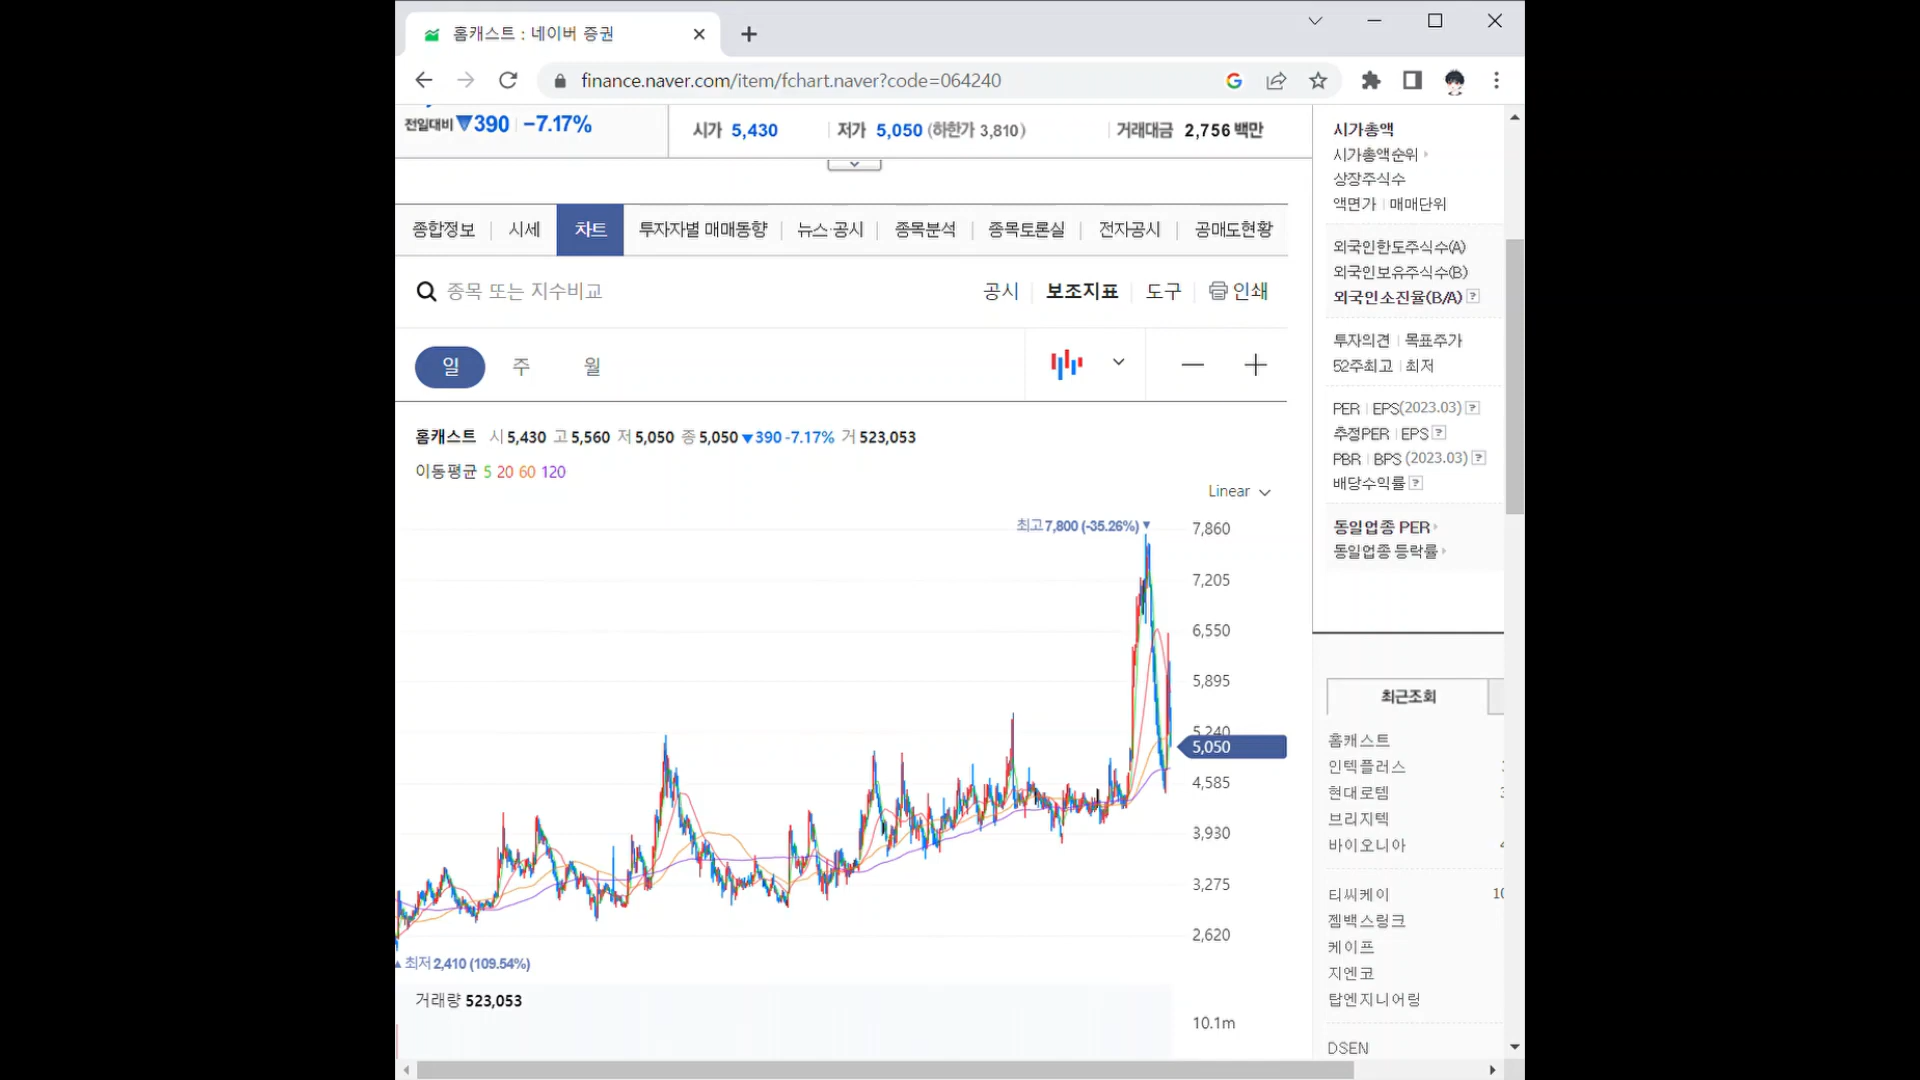 홈캐스트 : 네이버 증권
finance.naver.com/item/fchart.naver?code=064240
전일대비 ▼390 | -7.17%
시가 5,430 저가 5,050 (하한가 3,810) 거래대금 2,756 백만
종합정보 시세 차트 투자자별 매매동향 뉴스·공시 종목분석 종목토론실 전자공시 공매도현황
종목 또는 지수비교
공시 보조지표 도구 인쇄
일 주 월
홈캐스트 시 5,430 고 5,560 저 5,050 종 5,050 ▼390 -7.17% 거 523,053
이동평균 5 20 60 120
Linear
최고 7,800 (-35.26%) ▼
7,860
7,205
6,550
5,895
5,240
5,050
4,585
3,930
3,275
2,620
▲ 최저 2,410 (109.54%)
거래량 523,053
10.1m
시가총액
시가총액순위
상장주식수
액면가 | 매매단위
외국인한도주식수(A)
외국인보유주식수(B)
외국인소진율(B/A) ?
투자의견 | 목표주가
52주최고 | 최저
PER | EPS(2023.03) ?
추정PER | EPS ?
PBR | BPS (2023.03) ?
배당수익률 ?
동일업종 PER
동일업종 등락률
최근조회
홈캐스트
인텍플러스
현대로템
브리지텍
바이오니아
티씨케이 10
젬백스링크
케이프
지엔코
탑엔지니어링
DSEN